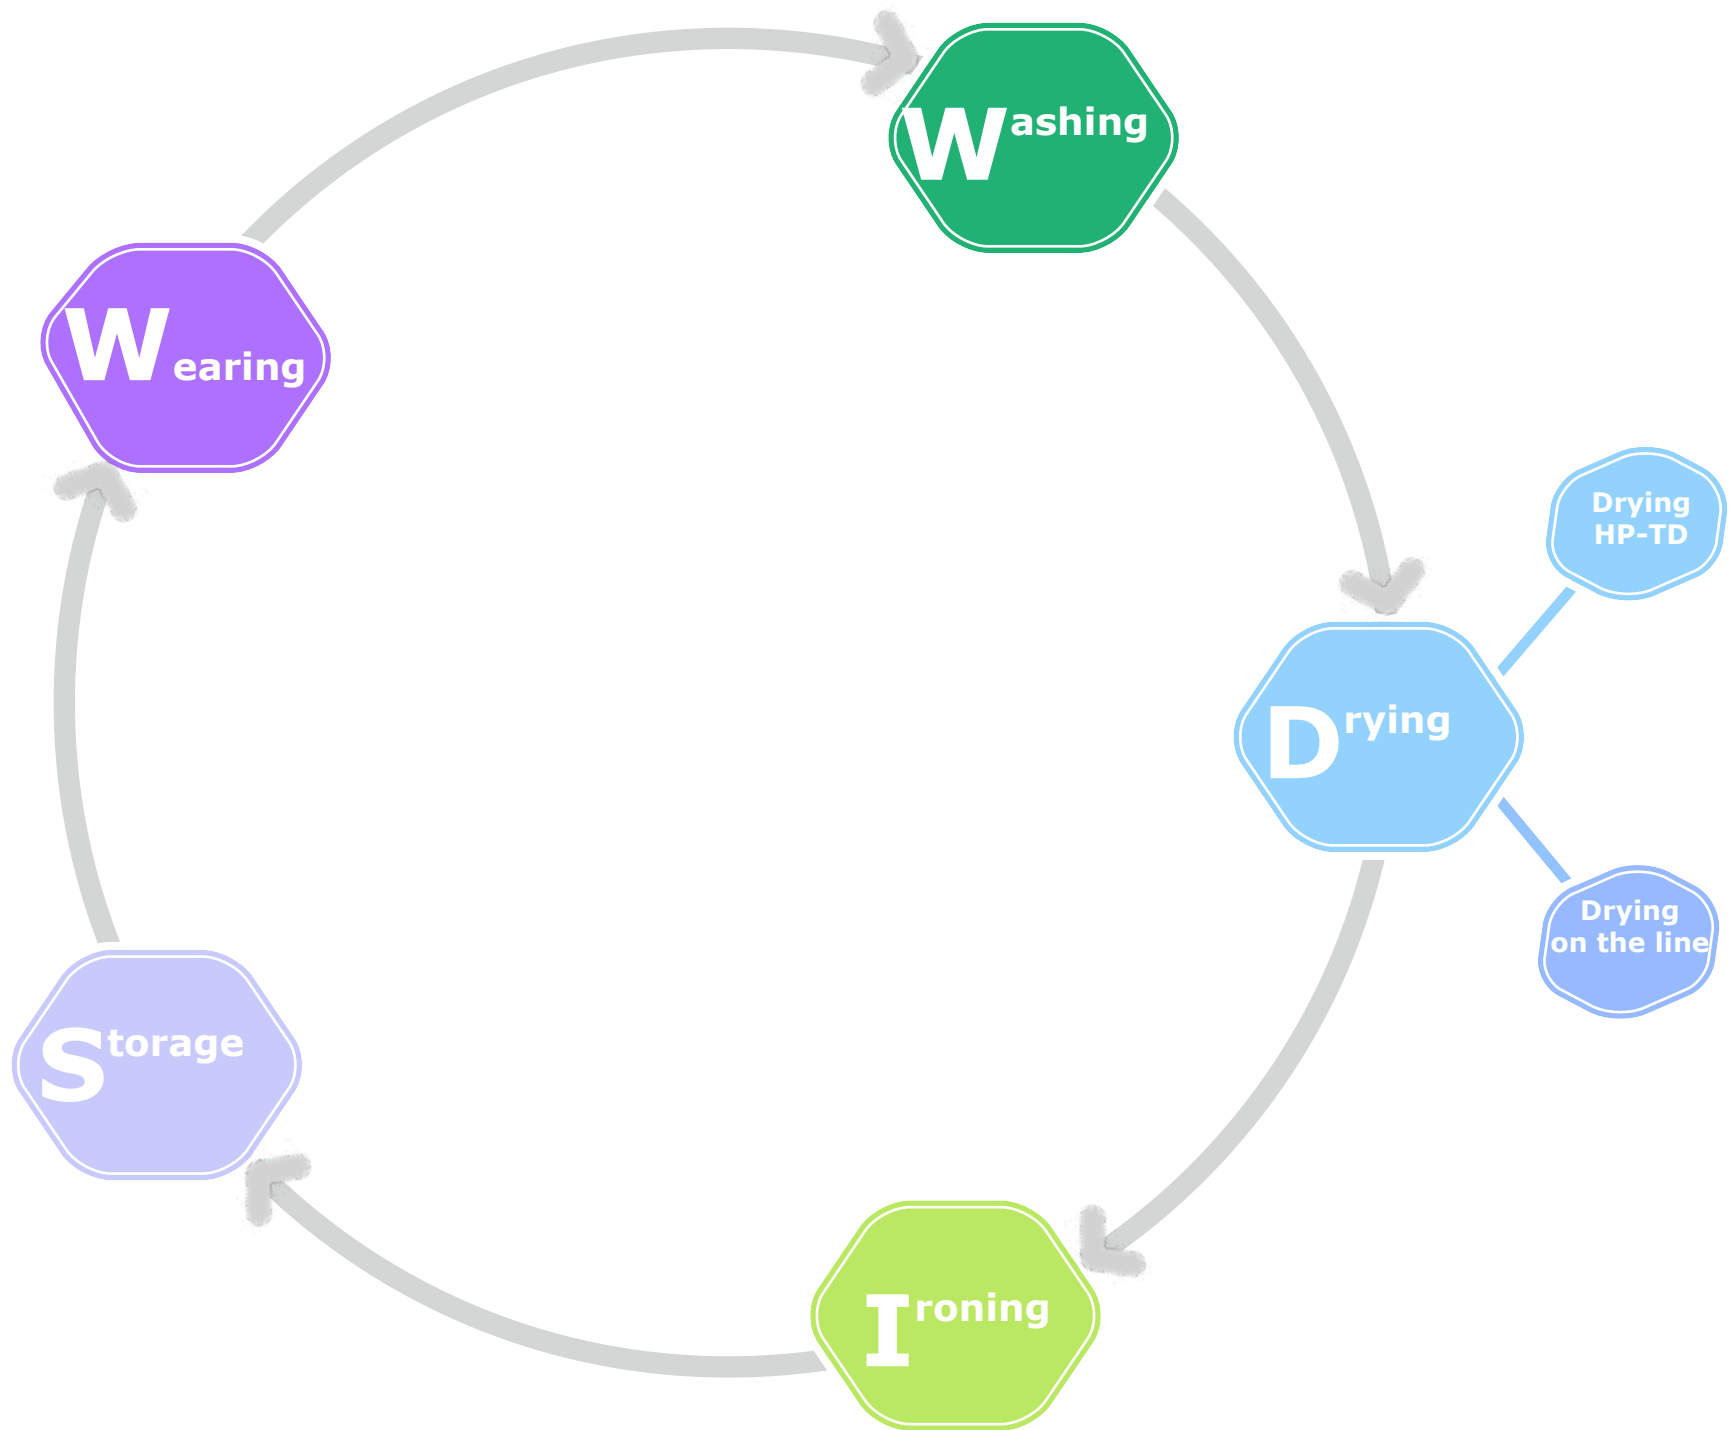 Washing
Wearing
Drying
HP–TD
Drying
Drying
on the line
Storage
Ironing